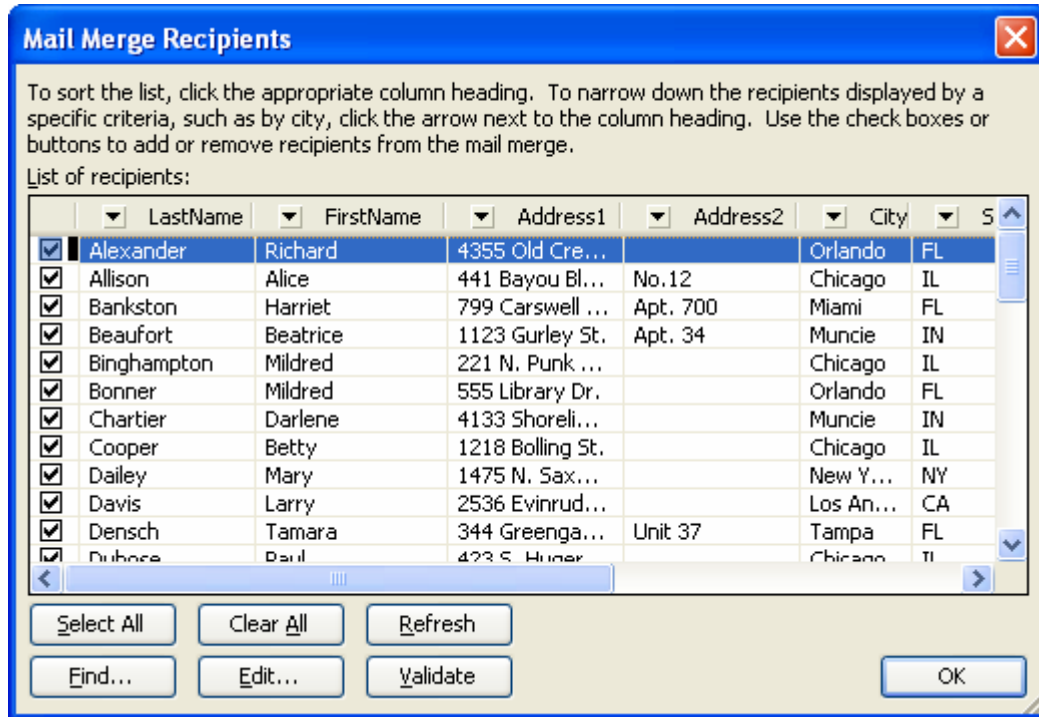 Mail Merge Recipients
To sort the list, click the appropriate column heading. To narrow down the recipients displayed by a
specific criteria, such as by city, click the arrow next to the column heading. Use the check boxes or
buttons to add or remove recipients from the mail merge.
List of recipients:
LastName FirstName Address1 Address2 City S
Alexander Richard 4355 Old Cre... Orlando FL
Allison Alice 441 Bayou Bl... No.12 Chicago IL
Bankston Harriet 799 Carswell ... Apt. 700 Miami FL
Beaufort Beatrice 1123 Gurley St. Apt. 34 Muncie IN
Binghampton Mildred 221 N. Punk ... Chicago IL
Bonner Mildred 555 Library Dr. Orlando FL
Chartier Darlene 4133 Shoreli... Muncie IN
Cooper Betty 1218 Bolling St. Chicago IL
Dailey Mary 1475 N. Sax... New Y... NY
Davis Larry 2536 Evinrud... Los An... CA
Densch Tamara 344 Greenga... Unit 37 Tampa FL
Dubose Paul 423 S. Huger Chicago IL
Select All Clear All Refresh
Find... Edit... Validate OK